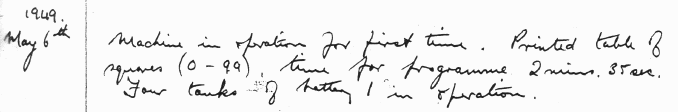 1949.
May 6th
Machine in operation for first time. Printed table of
squares (0 - 99), time for programme 2 mins. 35 sec.
Four tanks of battery 1 in operation.